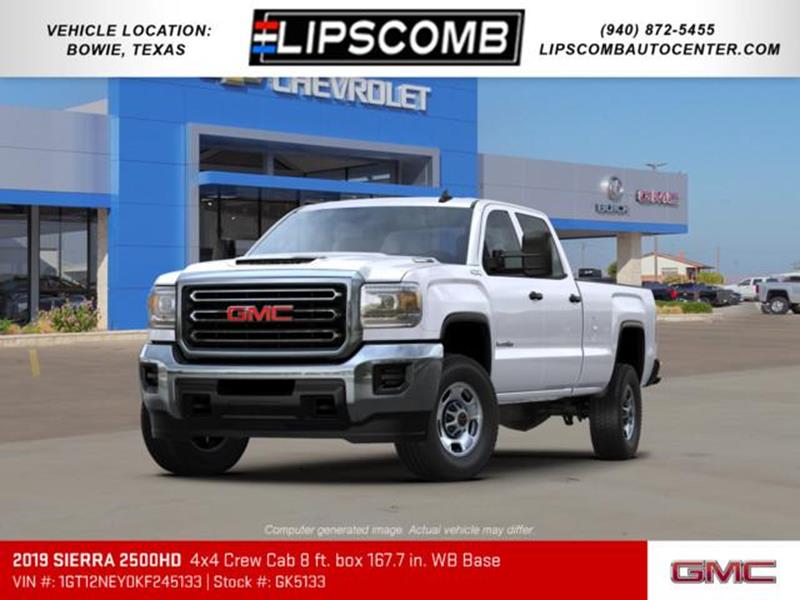 VEHICLE LOCATION:
BOWIE, TEXAS
LIPSCOMB
(940) 872-5455
LIPSCOMBAUTOCENTER.COM
CHEVROLET
BUICK
GMC
Computer generated image. Actual vehicle may differ.
2019 SIERRA 2500HD 4x4 Crew Cab 8 ft. box 167.7 in. WB Base
VIN #: 1GT12NEY0KF245133 | Stock #: GK5133
GMC